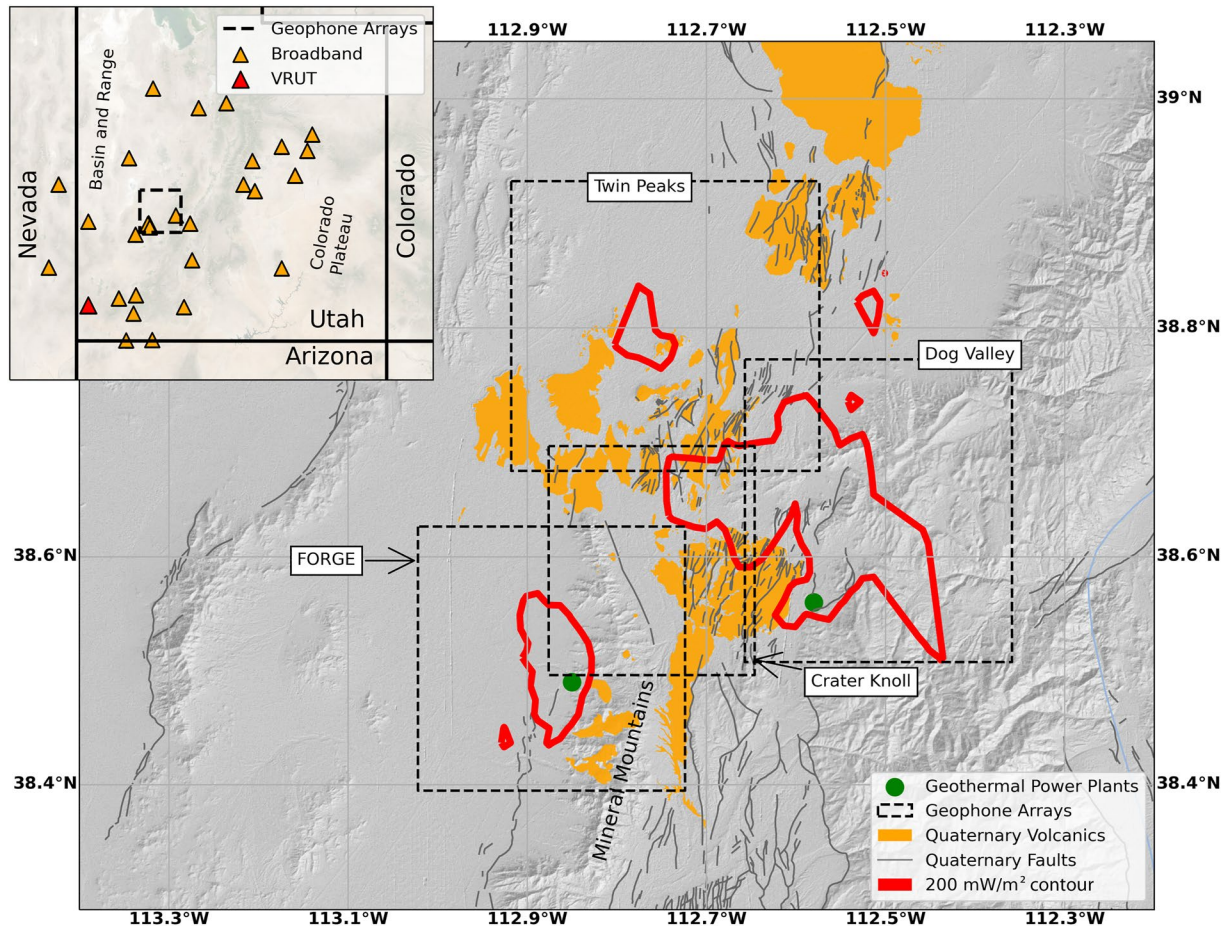 112.9°W 112.7°W 112.5°W 112.3°W
Geophone Arrays
Broadband
VRUT
Basin and Range
Nevada
Colorado
Colorado
Plateau
Utah
Arizona
39°N
Twin Peaks
38.8°N
Dog Valley
38.6°N
38.6°N
FORGE
Crater Knoll
Mineral Mountains
38.4°N
38.4°N
Geothermal Power Plants
Geophone Arrays
Quaternary Volcanics
Quaternary Faults
200 mW/m² contour
113.3°W 113.1°W 112.9°W 112.7°W 112.5°W 112.3°W